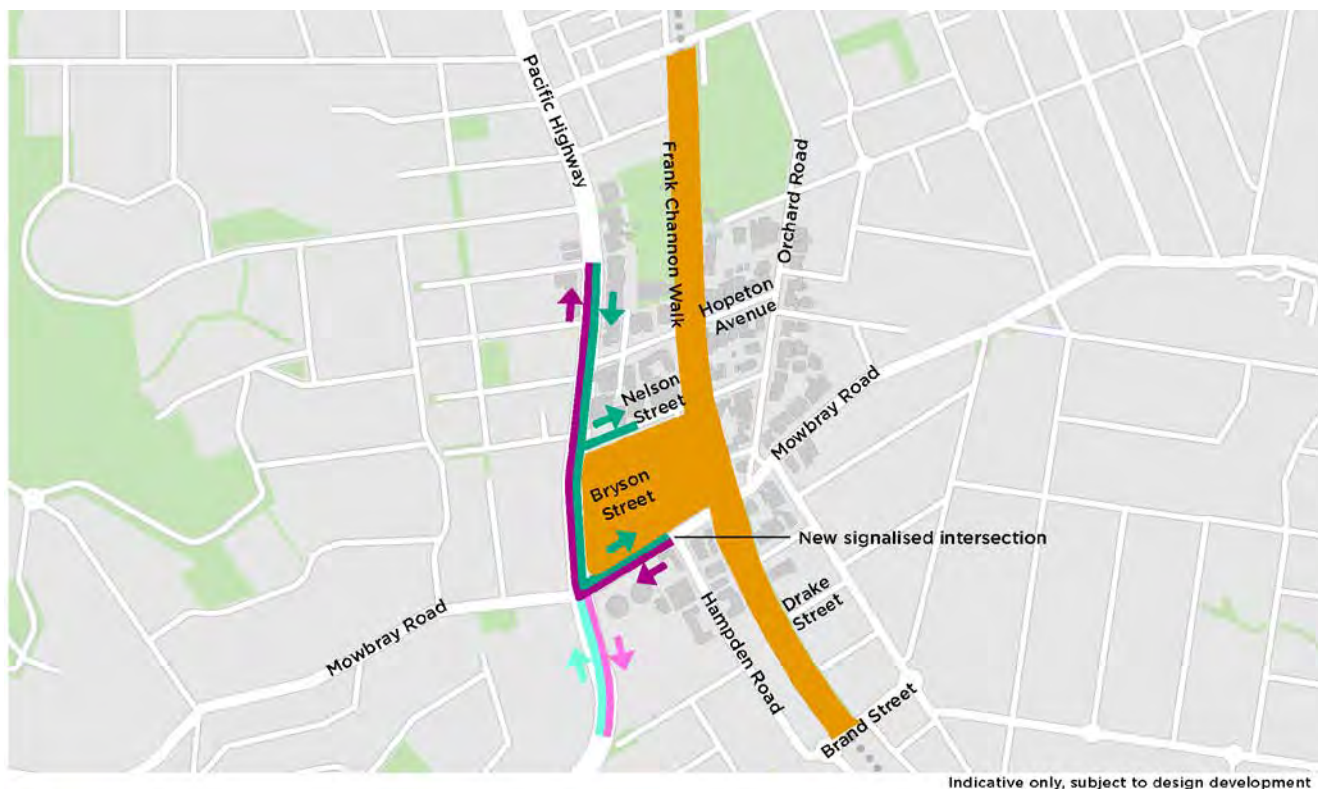 Pacific Highway
Frank Channon Walk
Orchard Road
Hopeton
Avenue
Nelson
Street
Mowbray Road
Bryson
Street
New signalised intersection
Drake
Street
Hampden Road
Mowbray Road
Brand Street
Indicative only, subject to design development